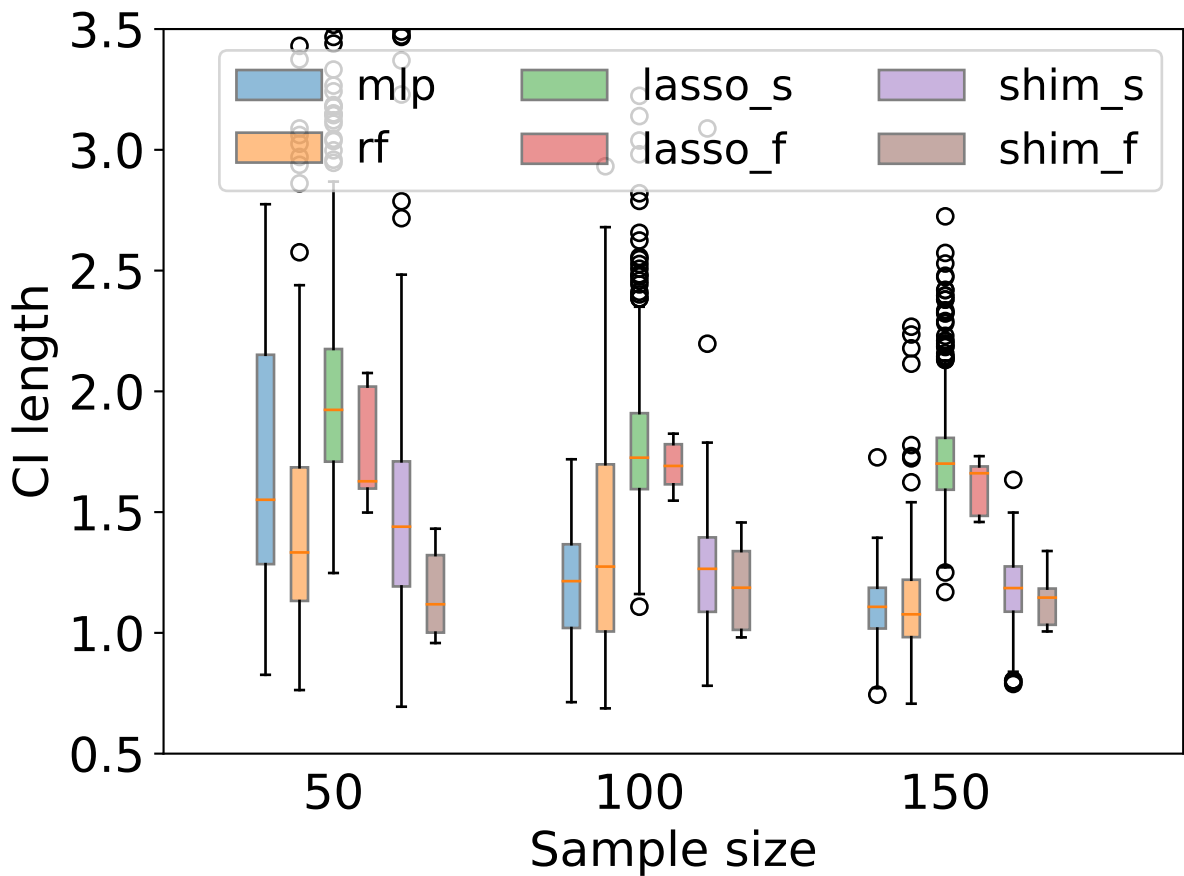 3.5
3.0
2.5
2.0
1.5
1.0
0.5
CI length
mlp
rf
lasso_s
lasso_f
shim_s
shim_f
50
100
150
Sample size